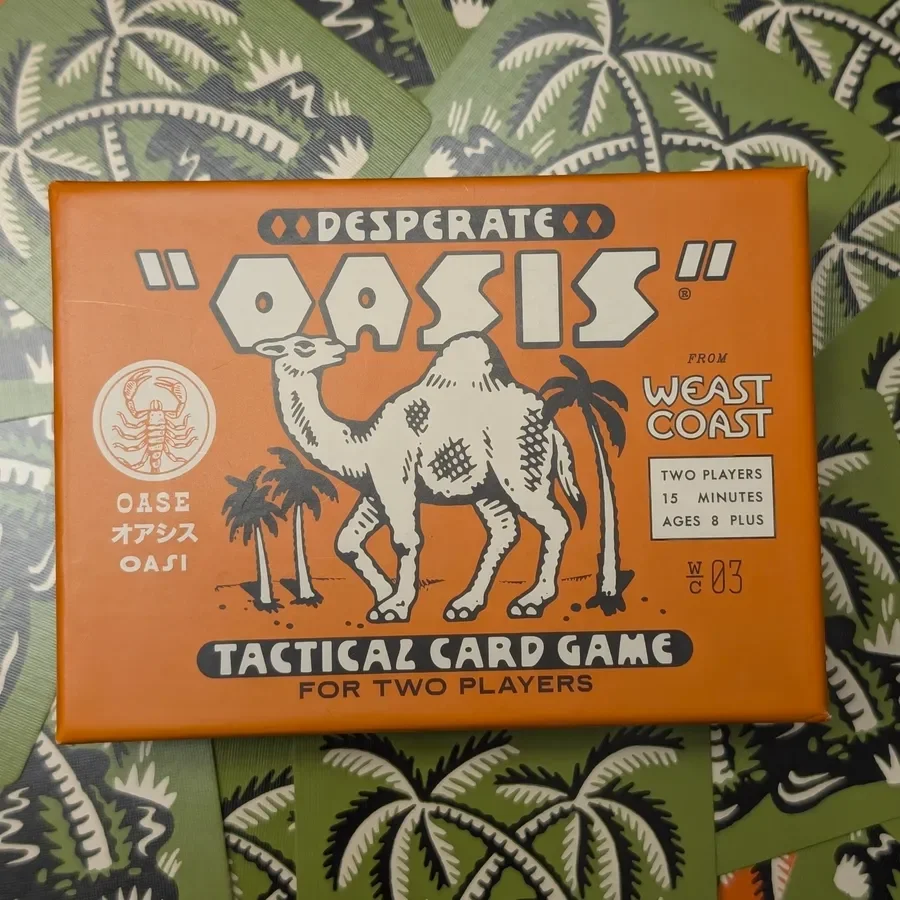 DESPERATE
"OASIS"
®
FROM
WEAST
COAST
TWO PLAYERS
15 MINUTES
AGES 8 PLUS
W
C 03
OASE
オアシス
OASI
TACTICAL CARD GAME
FOR TWO PLAYERS